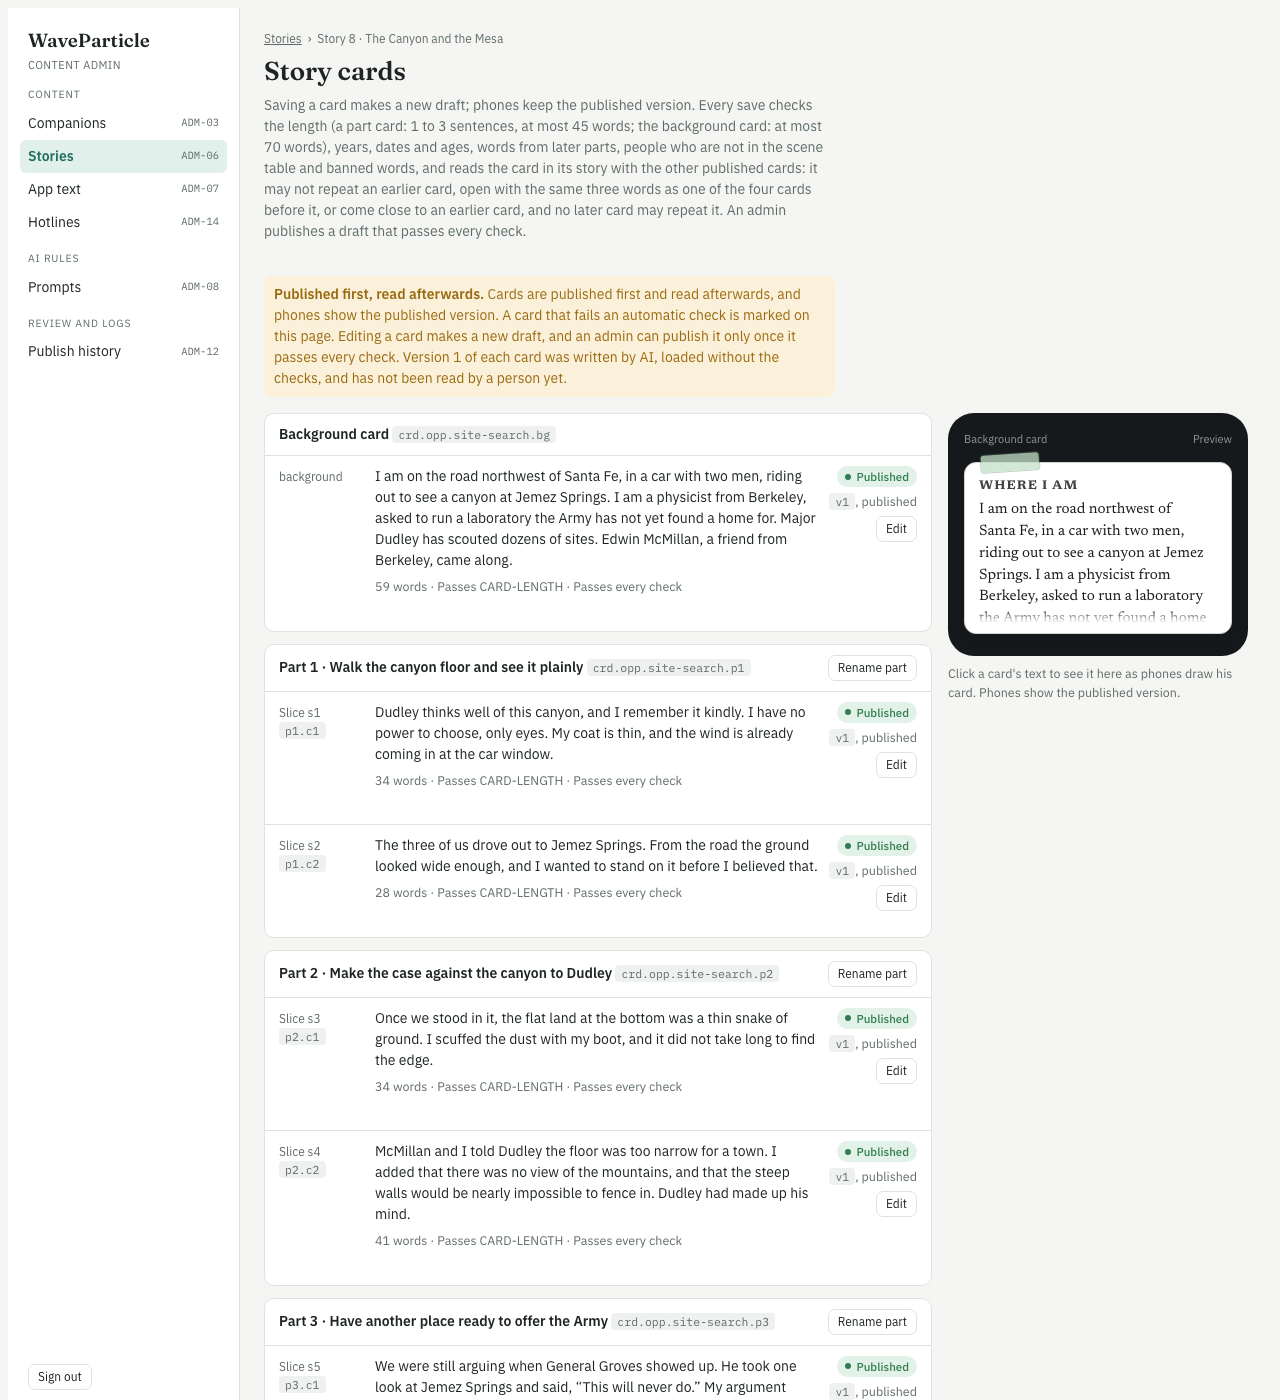 WaveParticle
CONTENT ADMIN
CONTENT
Companions ADM-03
Stories ADM-06
App text ADM-07
Hotlines ADM-14
AI RULES
Prompts ADM-08
REVIEW AND LOGS
Publish history ADM-12
Sign out
Stories › Story 8 · The Canyon and the Mesa
Story cards
Saving a card makes a new draft; phones keep the published version. Every save checks
the length (a part card: 1 to 3 sentences, at most 45 words; the background card: at most
70 words), years, dates and ages, words from later parts, people who are not in the scene
table and banned words, and reads the card in its story with the other published cards: it
may not repeat an earlier card, open with the same three words as one of the four cards
before it, or come close to an earlier card, and no later card may repeat it. An admin
publishes a draft that passes every check.
Published first, read afterwards. Cards are published first and read afterwards, and
phones show the published version. A card that fails an automatic check is marked on
this page. Editing a card makes a new draft, and an admin can publish it only once it
passes every check. Version 1 of each card was written by AI, loaded without the
checks, and has not been read by a person yet.
Background card crd.opp.site-search.bg
background
I am on the road northwest of Santa Fe, in a car with two men, riding
out to see a canyon at Jemez Springs. I am a physicist from Berkeley,
asked to run a laboratory the Army has not yet found a home for. Major
Dudley has scouted dozens of sites. Edwin McMillan, a friend from
Berkeley, came along.
59 words · Passes CARD-LENGTH · Passes every check
Published
v1, published
Edit
Part 1 · Walk the canyon floor and see it plainly crd.opp.site-search.p1
Rename part
Slice s1
p1.c1
Dudley thinks well of this canyon, and I remember it kindly. I have no
power to choose, only eyes. My coat is thin, and the wind is already
coming in at the car window.
34 words · Passes CARD-LENGTH · Passes every check
Published
v1, published
Edit
Slice s2
p1.c2
The three of us drove out to Jemez Springs. From the road the ground
looked wide enough, and I wanted to stand on it before I believed that.
28 words · Passes CARD-LENGTH · Passes every check
Published
v1, published
Edit
Part 2 · Make the case against the canyon to Dudley crd.opp.site-search.p2
Rename part
Slice s3
p2.c1
Once we stood in it, the flat land at the bottom was a thin snake of
ground. I scuffed the dust with my boot, and it did not take long to find
the edge.
34 words · Passes CARD-LENGTH · Passes every check
Published
v1, published
Edit
Slice s4
p2.c2
McMillan and I told Dudley the floor was too narrow for a town. I
added that there was no view of the mountains, and that the steep
walls would be nearly impossible to fence in. Dudley had made up his
mind.
41 words · Passes CARD-LENGTH · Passes every check
Published
v1, published
Edit
Part 3 · Have another place ready to offer the Army crd.opp.site-search.p3
Rename part
Slice s5
p3.c1
We were still arguing when General Groves showed up. He took one
look at Jemez Springs and said, “This will never do.” My argument
Published
v1, published
Background card Preview
WHERE I AM
I am on the road northwest of
Santa Fe, in a car with two men,
riding out to see a canyon at Jemez
Springs. I am a physicist from
Berkeley, asked to run a laboratory
the Army has not yet found a home
Click a card's text to see it here as phones draw his
card. Phones show the published version.